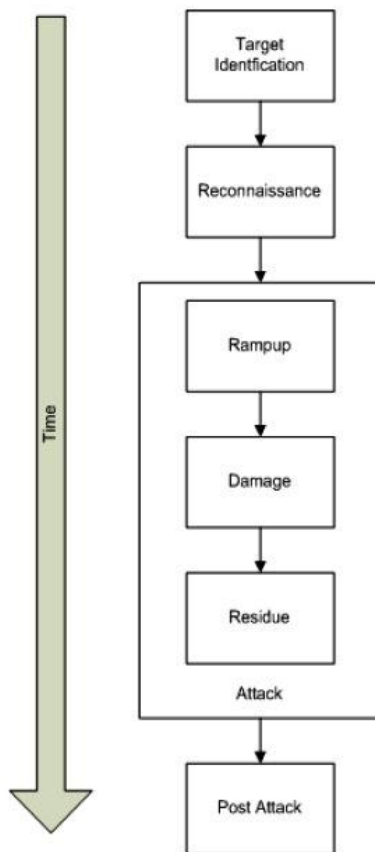 Target
Identfication
Reconnaissance
Rampup
Time
Damage
Residue
Attack
Post Attack